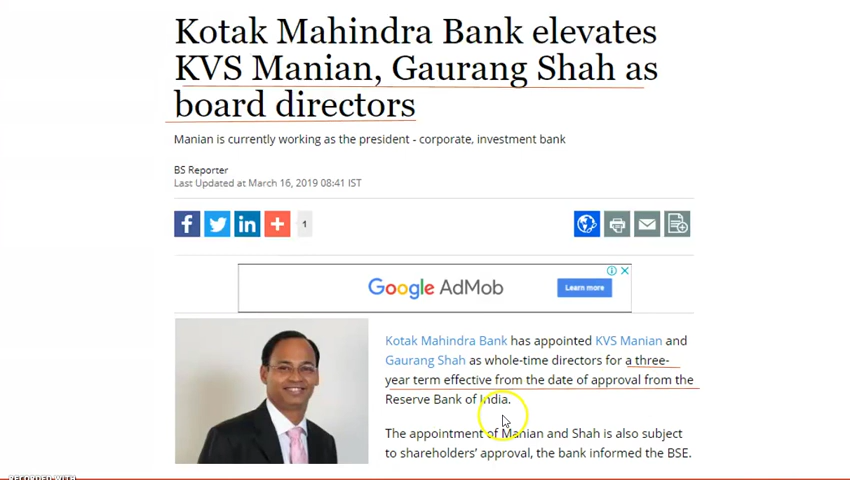 Kotak Mahindra Bank elevates
KVS Manian, Gaurang Shah as
board directors
Manian is currently working as the president - corporate, investment bank
BS Reporter
Last Updated at March 16, 2019 08:41 IST
1
Google AdMob
Learn more
Kotak Mahindra Bank has appointed KVS Manian and
Gaurang Shah as whole-time directors for a three-
year term effective from the date of approval from the
Reserve Bank of India.
The appointment of Manian and Shah is also subject
to shareholders' approval, the bank informed the BSE.
RECORDED WITH